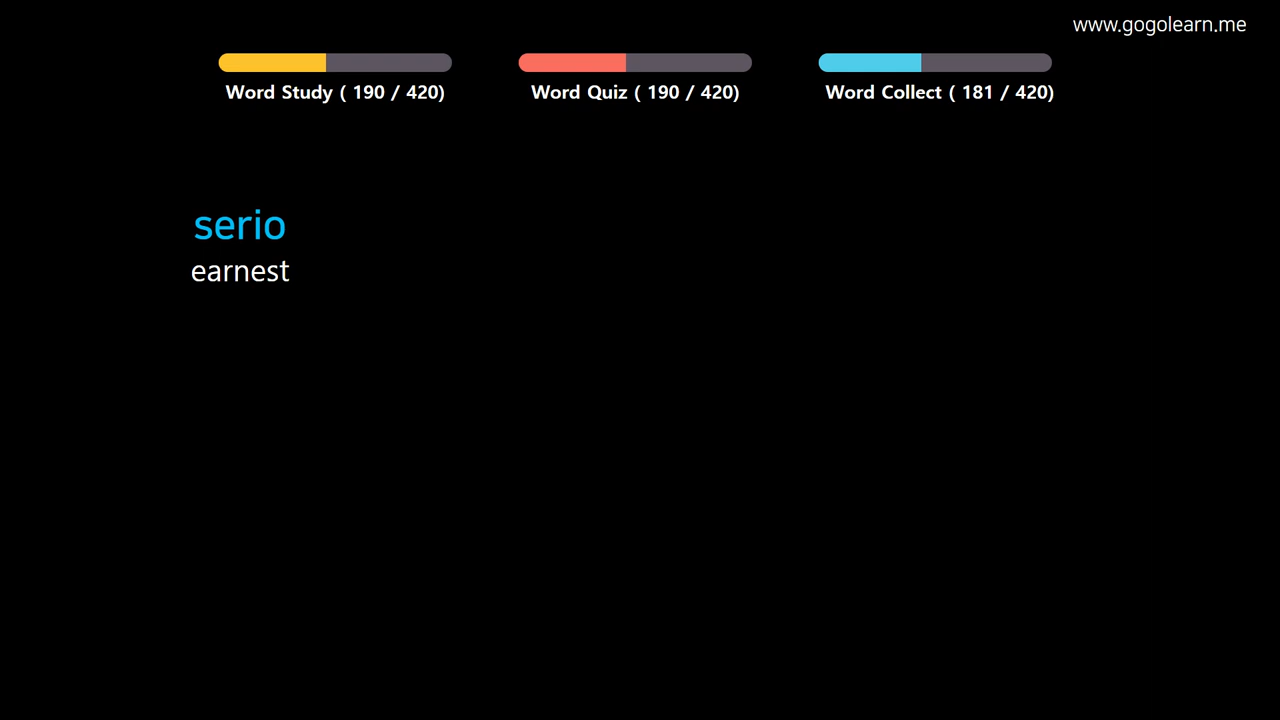 www.gogolearn.me
Word Study ( 190 / 420)
Word Quiz ( 190 / 420)
Word Collect ( 181 / 420)
serio
earnest